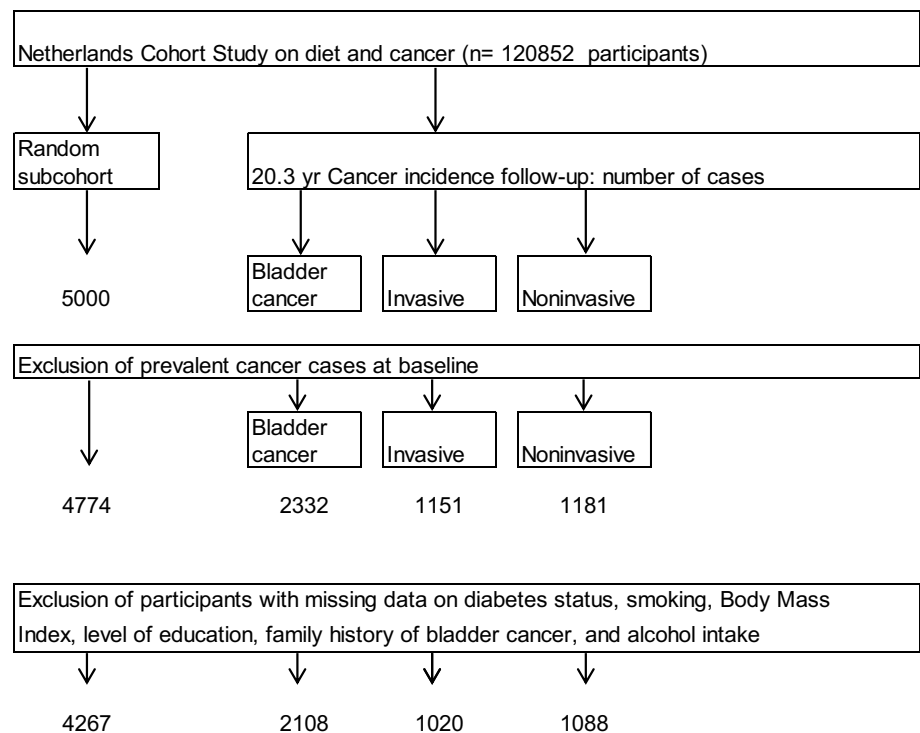 Netherlands Cohort Study on diet and cancer (n= 120852 participants)
Random
subcohort
20.3 yr Cancer incidence follow-up: number of cases
5000
Bladder
cancer
Invasive
Noninvasive
Exclusion of prevalent cancer cases at baseline
Bladder
cancer
Invasive
Noninvasive
4774 2332 1151 1181
Exclusion of participants with missing data on diabetes status, smoking, Body Mass
Index, level of education, family history of bladder cancer, and alcohol intake
4267 2108 1020 1088